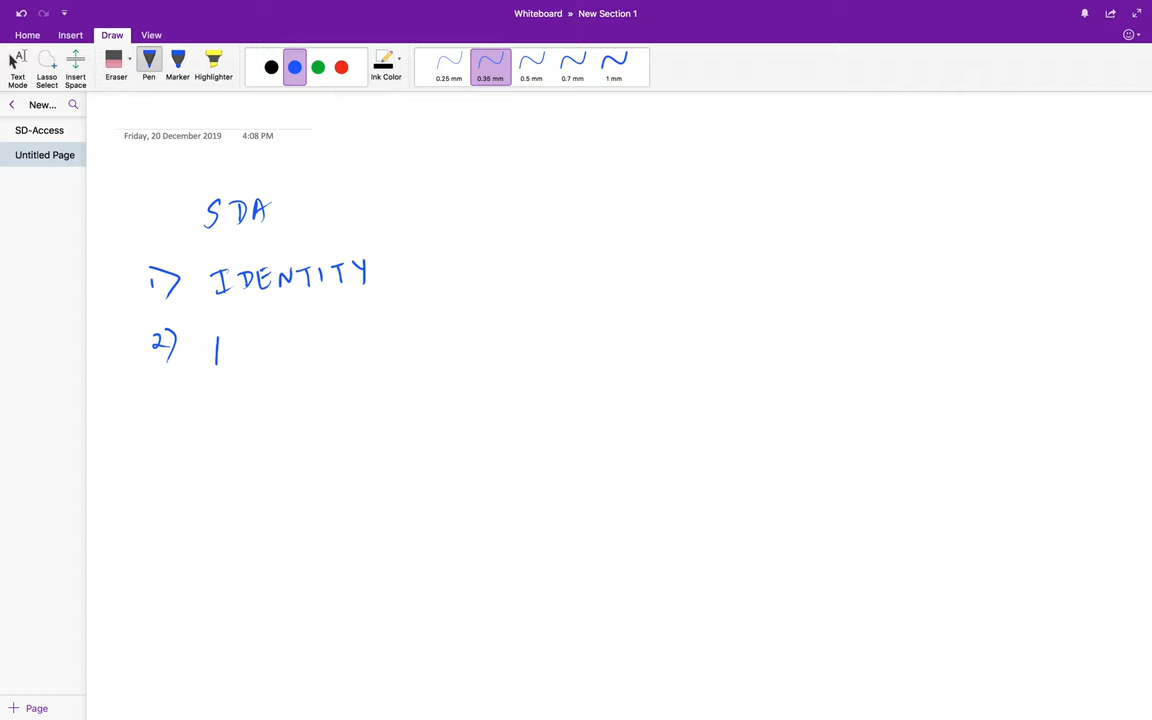 Whiteboard » New Section 1
Home Insert Draw View
Text Mode
Lasso Select
Insert Space
Eraser
Pen
Marker
Highlighter
Ink Color
0.25 mm
0.35 mm
0.5 mm
0.7 mm
1 mm
New...
SD-Access
Untitled Page
Friday, 20 December 2019 4:08 PM
SDA
1) IDENTITY
2)
+ Page